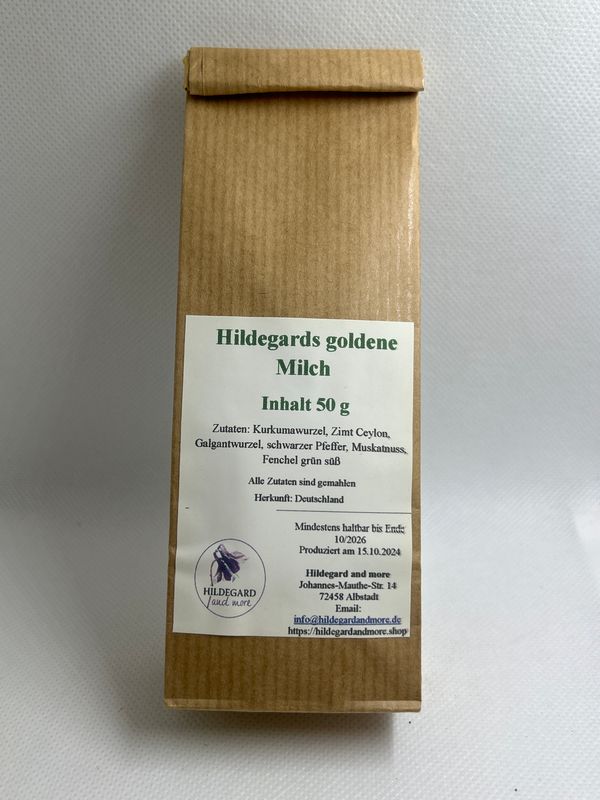 Hildegards goldene
Milch
Inhalt 50 g
Zutaten: Kurkumawurzel, Zimt Ceylon,
Galgantwurzel, schwarzer Pfeffer, Muskatnuss,
Fenchel grün süß
Alle Zutaten sind gemahlen
Herkunft: Deutschland
Mindestens haltbar bis Ende
10/2026
Produziert am 15.10.2024
Hildegard and more
Johannes-Mauthe-Str. 14
72458 Albstadt
Email:
info@hildegardandmore.de
https://hildegardandmore.shop
HILDEGARD
and more